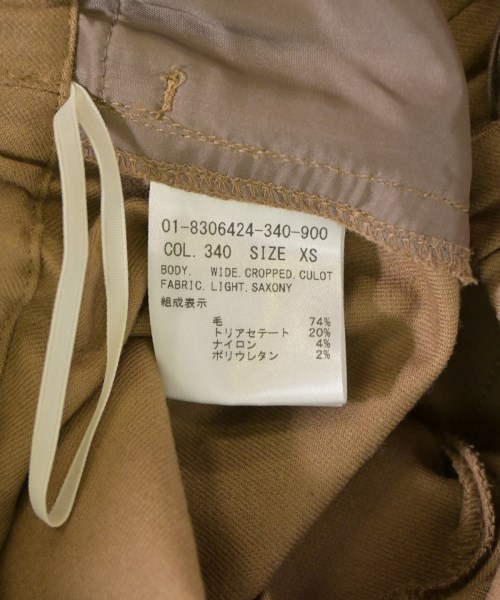 01-8306424-340-900
COL. 340 SIZE XS
BODY. WIDE.CROPPED.CULOT
FABRIC. LIGHT.SAXONY
組成表示
毛 74%
トリアセテート 20%
ナイロン 4%
ポリウレタン 2%